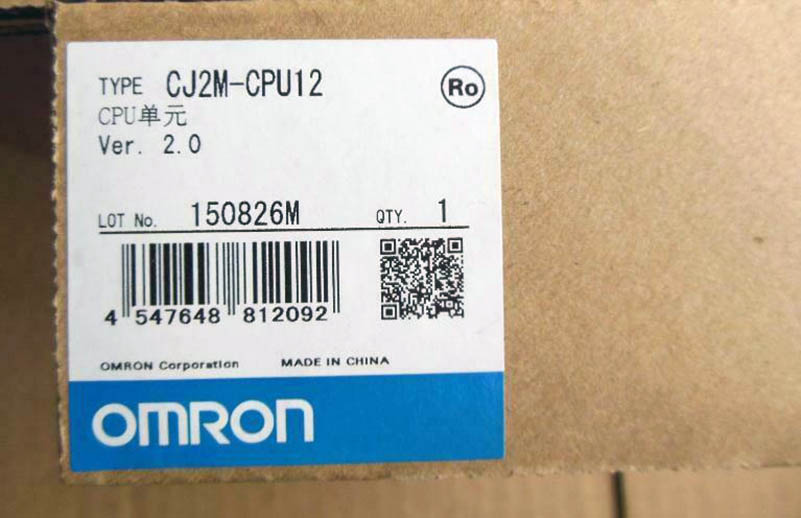 TYPE CJ2M-CPU12
Ro
CPU单元
Ver. 2.0
LOT No. 150826M QTY. 1
4 547648 812092
OMRON Corporation MADE IN CHINA
OMRON